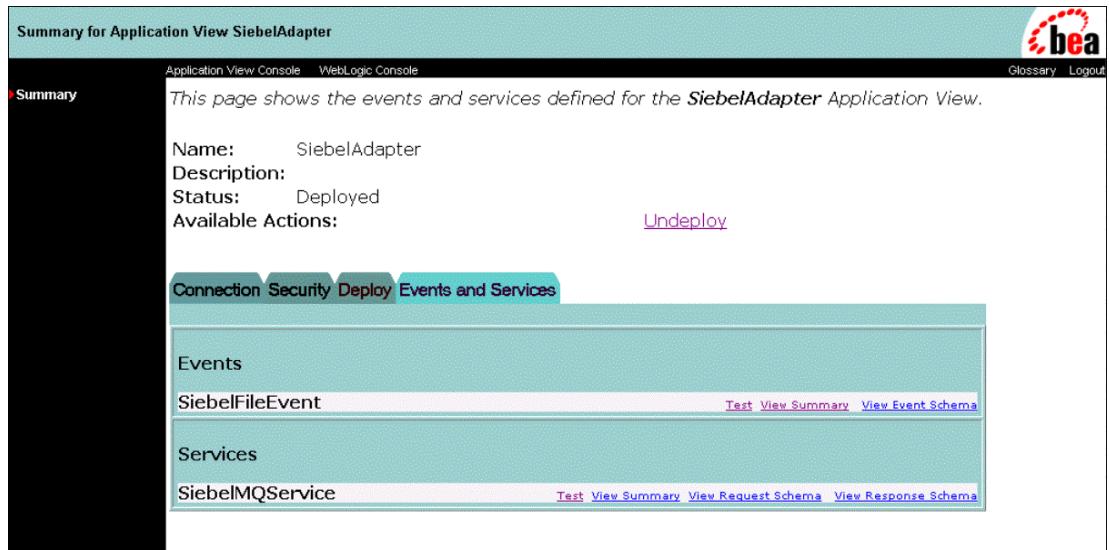 Summary for Application View SiebelAdapter
bea
Application View Console WebLogic Console Glossary Logout
Summary
This page shows the events and services defined for the SiebelAdapter Application View.
Name: SiebelAdapter
Description:
Status: Deployed
Available Actions: Undeploy
Connection Security Deploy Events and Services
Events
SiebelFileEvent Test View Summary View Event Schema
Services
SiebelMQService Test View Summary View Request Schema View Response Schema